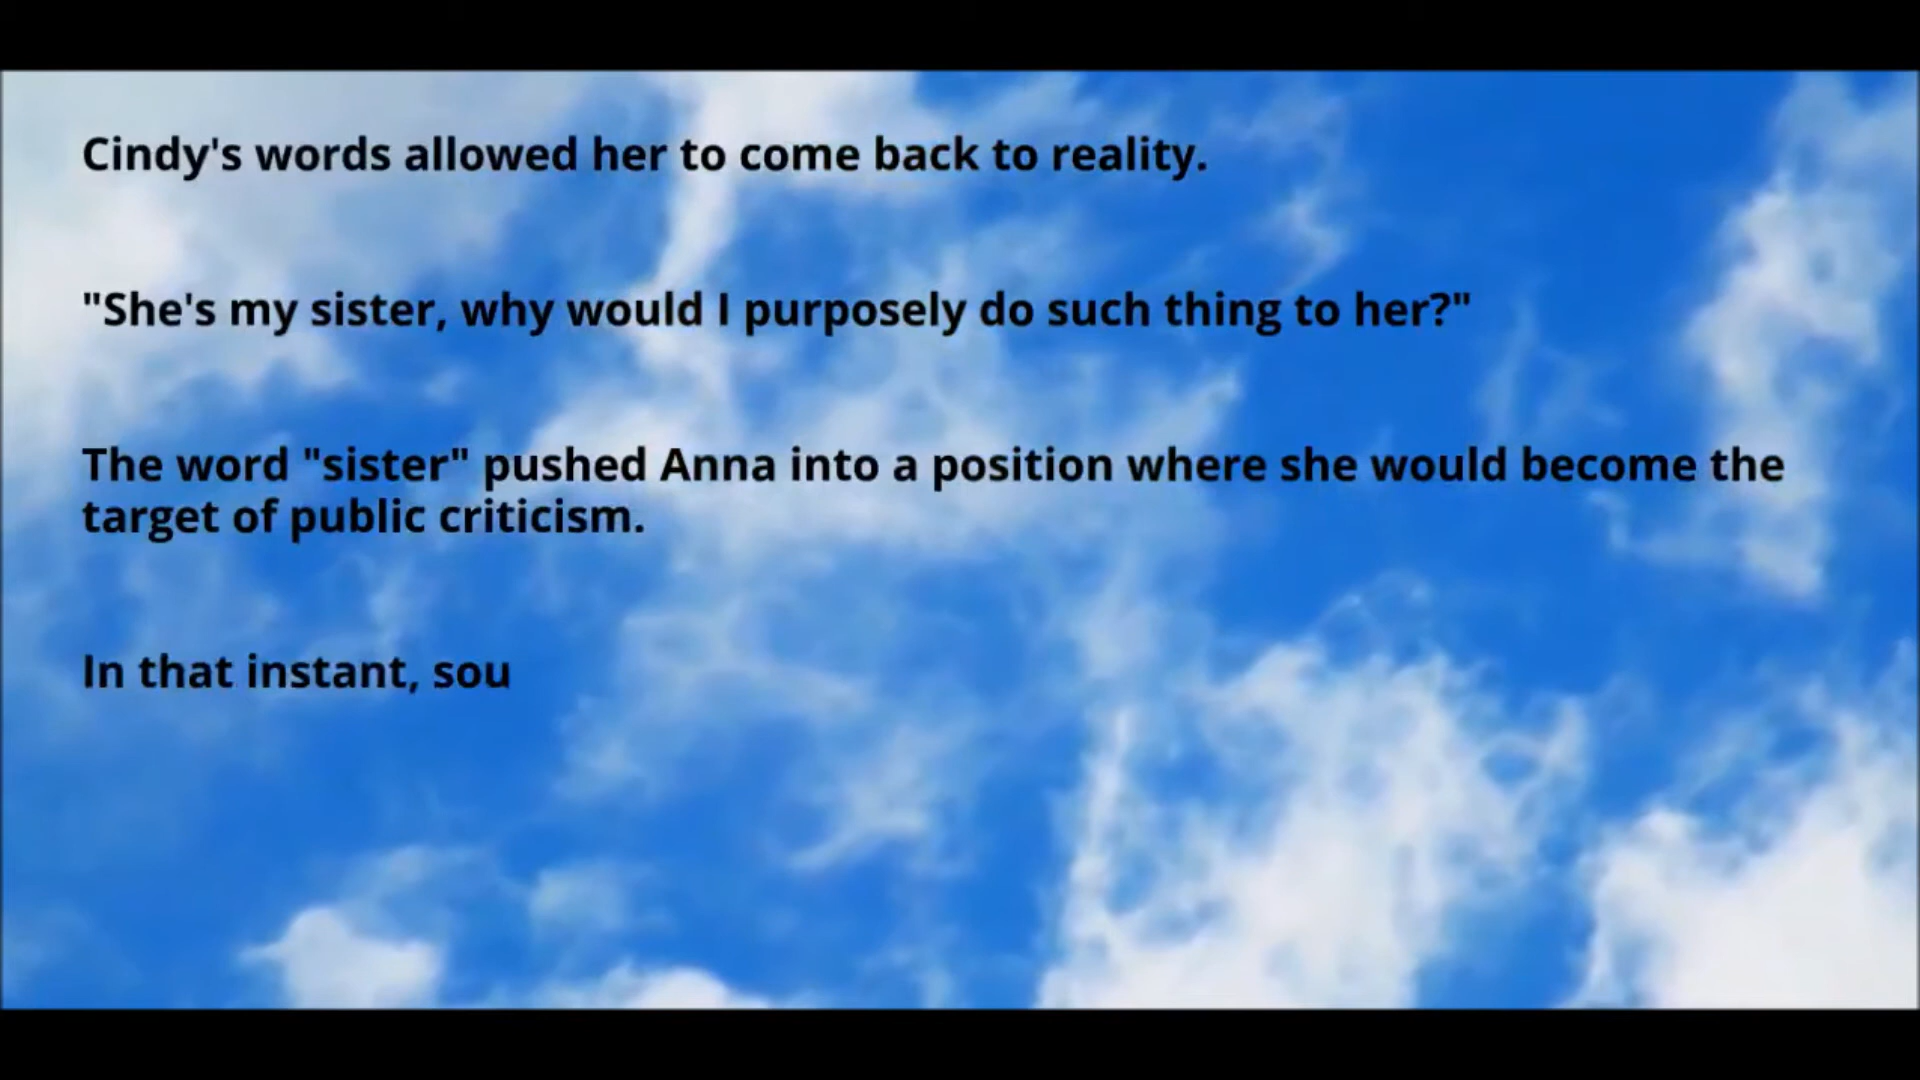 Cindy's words allowed her to come back to reality.
"She's my sister, why would I purposely do such thing to her?"
The word "sister" pushed Anna into a position where she would become the
target of public criticism.
In that instant, sou